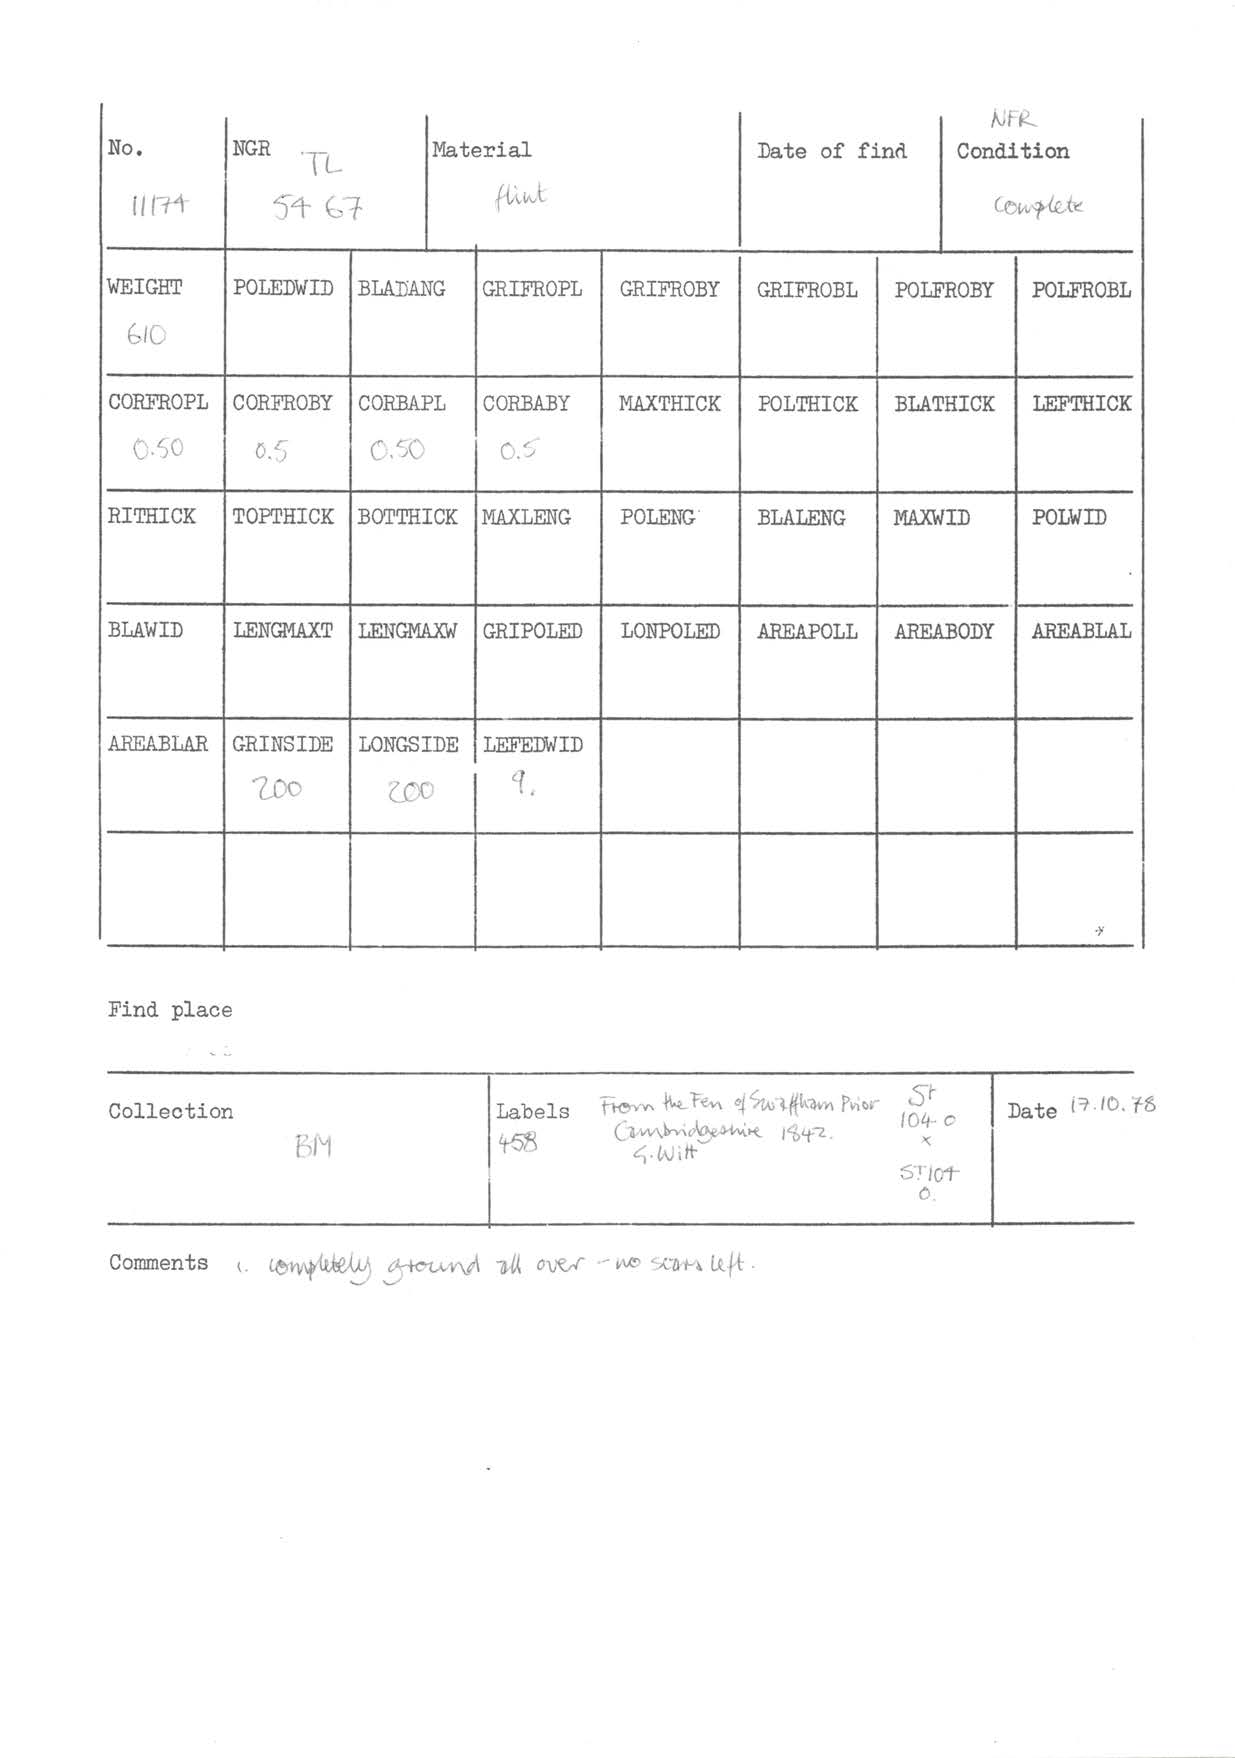 NFR
No. NGR Material Date of find Condition
TL
11174 54 67 flint complete
WEIGHT POLEDWID BLADANG GRIFROPL GRIFROBY GRIFROBL POLFROBY POLFROBL
610
CORFROPL CORFROBY CORBAPL CORBABY MAXTHICK POLTHICK BLATHICK LEFTHICK
0.50 0.5 0.50 0.5
RITHICK TOPTHICK BOTTHICK MAXLENG POLENG BLALENG MAXWID POLWID
BLAWID LENGMAXT LENGMAXW GRIPOLED LONPOLED AREAPOLL AREABODY AREABLAL
AREABLAR GRINSIDE LONGSIDE LEFEDWID
200 200 9.
Find place
Collection
BM
Labels
458
From the Fen of Swaffham Prior
Cambridgeshire 1842.
G. Witt
St
104.0
x
ST104
0.
Date 17.10.78
Comments 1. completely ground all over - no scars left.